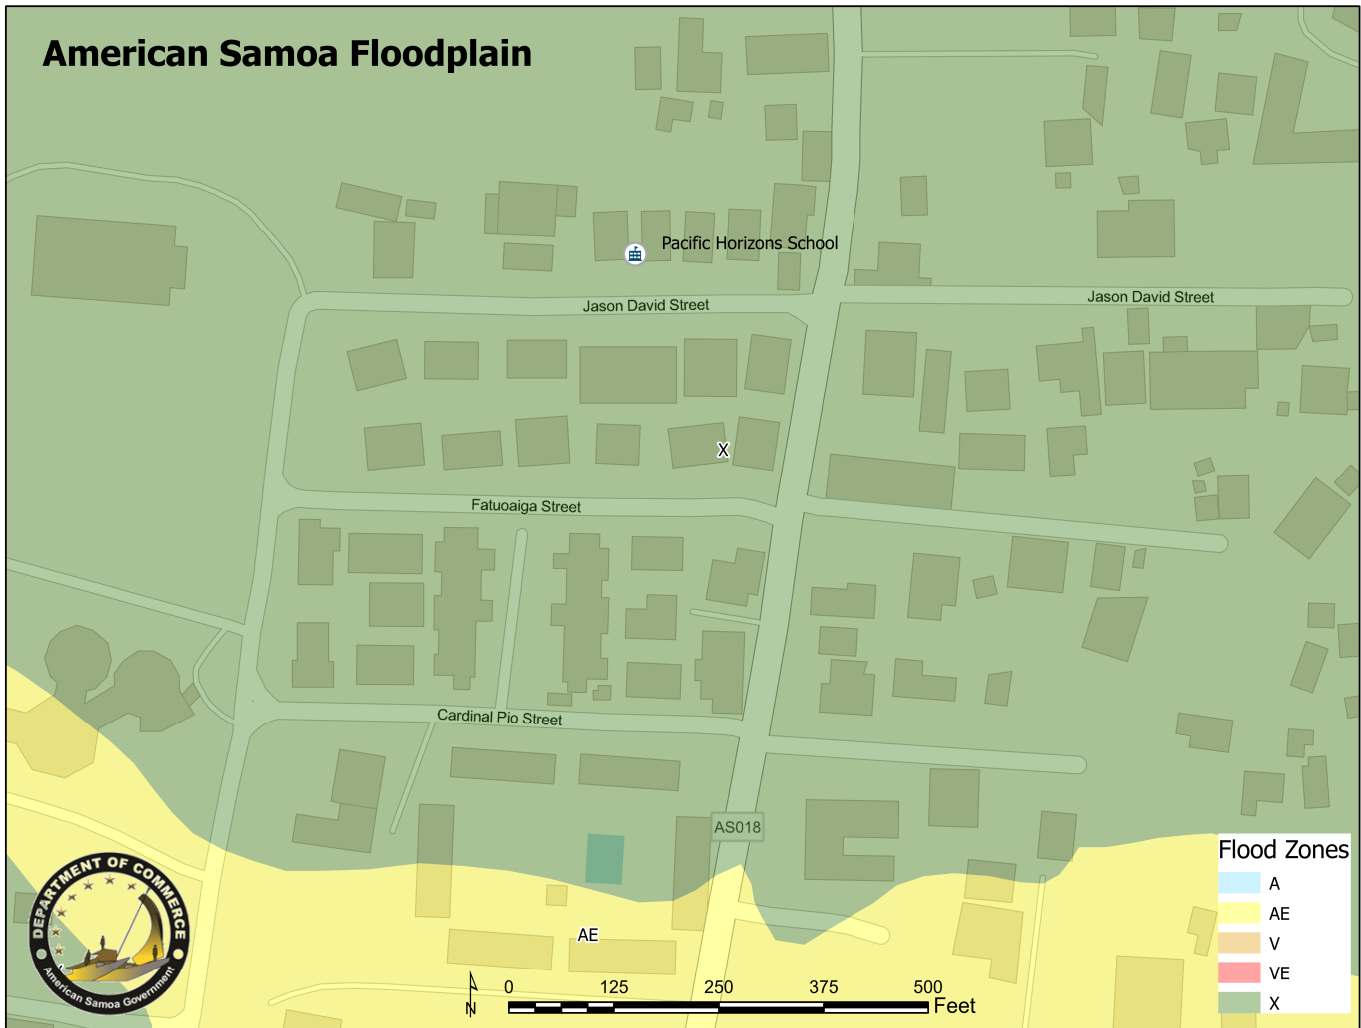 American Samoa Floodplain
Pacific Horizons School
Jason David Street
Jason David Street
X
Fatuoaiga Street
Cardinal Pio Street
AS018
AE
Flood Zones
A
AE
V
VE
X
DEPARTMENT OF COMMERCE
American Samoa Government
N
0 125 250 375 500
Feet